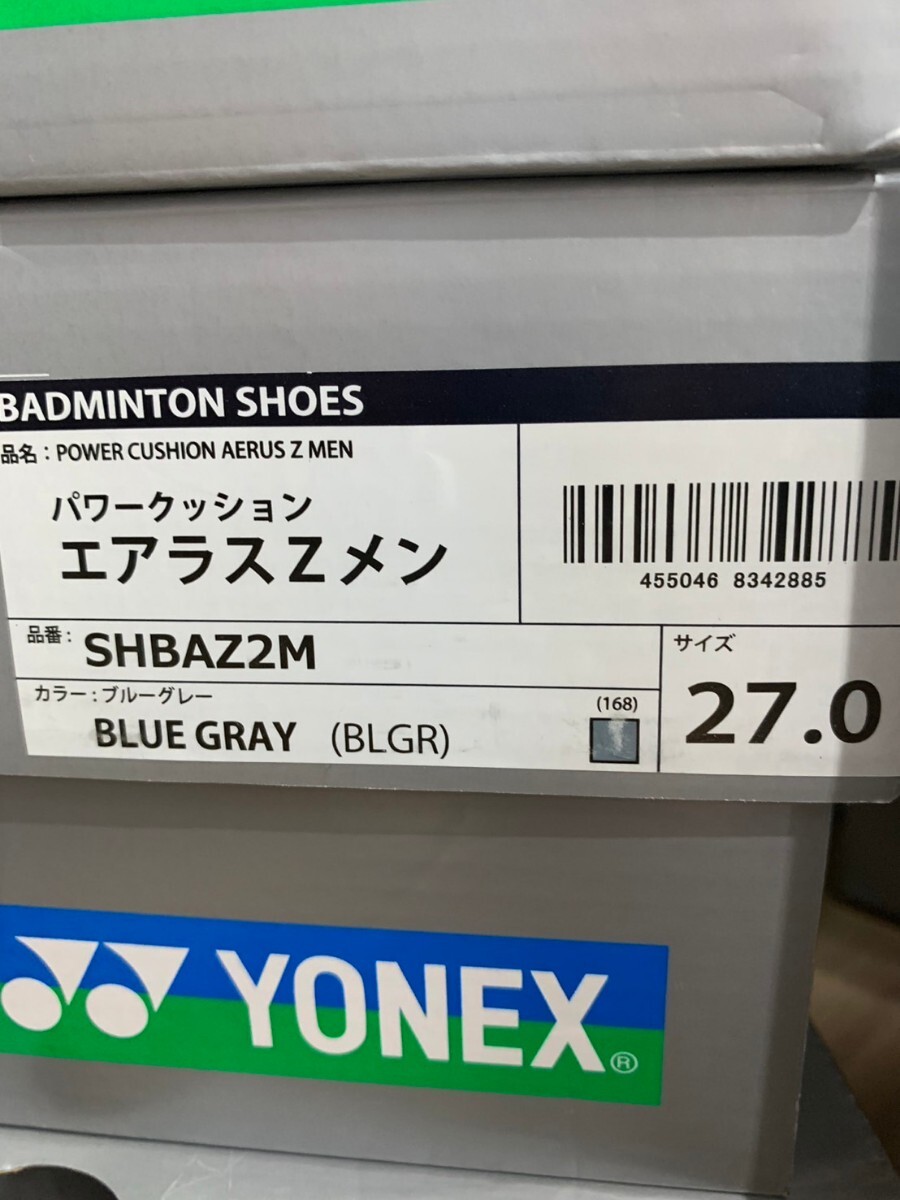 BADMINTON SHOES
品名：POWER CUSHION AERUS Z MEN
パワークッション
エアラスZメン
455046 8342885
品番：SHBAZ2M
サイズ
27.0
カラー：ブルーグレー
BLUE GRAY (BLGR)
(168)
YONEX®